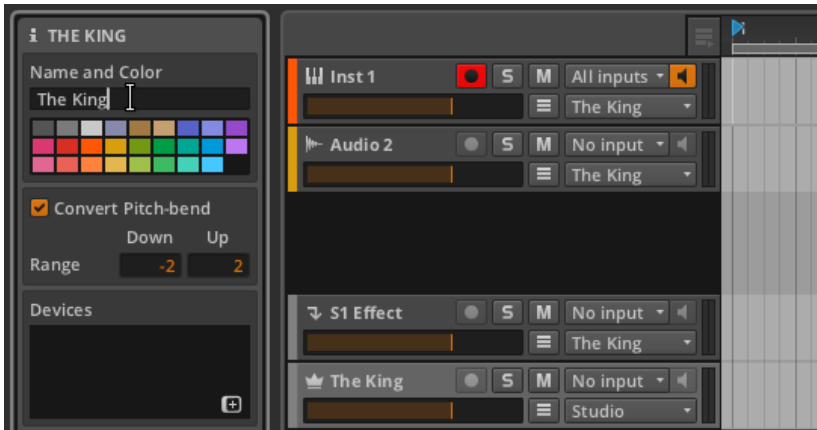 THE KING
Name and Color
The King
Convert Pitch-bend
Down Up
Range -2 2
Devices
Inst 1 S M All inputs
The King
Audio 2 S M No input
The King
S1 Effect S M No input
The King
The King S M No input
Studio